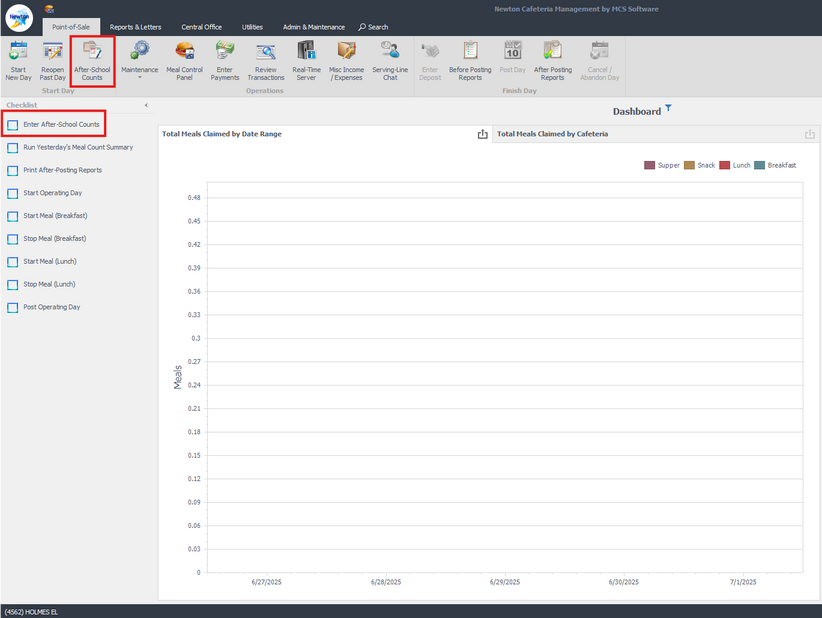 Newton Cafeteria Management by MCS Software
Newton
Point-of-Sale
Reports & Letters
Central Office
Utilities
Admin & Maintenance
Search
Start New Day
Reopen Past Day
After-School Counts
Maintenance
Meal Control Panel
Enter Payments
Review Transactions
Real-Time Server
Misc Income / Expenses
Serving-Line Chat
Enter Deposit
Before Posting Reports
10
Post Day
After Posting Reports
Cancel / Abandon Day
Start Day
Operations
Finish Day
Checklist
Enter After-School Counts
Run Yesterday's Meal Count Summary
Print After-Posting Reports
Start Operating Day
Start Meal (Breakfast)
Stop Meal (Breakfast)
Start Meal (Lunch)
Stop Meal (Lunch)
Post Operating Day
Dashboard
Total Meals Claimed by Date Range
Total Meals Claimed by Cafeteria
Supper
Snack
Lunch
Breakfast
Meals
0.48
0.45
0.42
0.39
0.36
0.33
0.3
0.27
0.24
0.21
0.18
0.15
0.12
0.09
0.06
0.03
0
6/27/2025
6/28/2025
6/29/2025
6/30/2025
7/1/2025
(4562) HOLMES EL